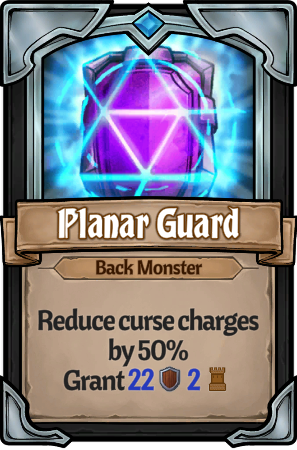 Planar Guard
Back Monster
Reduce curse charges
by 50%
Grant 22 2